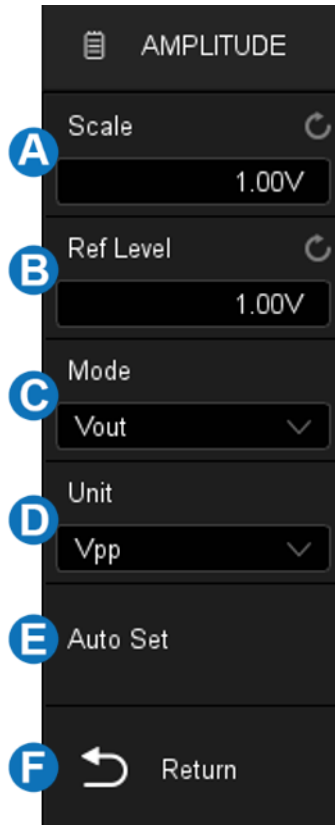 AMPLITUDE
A
Scale
1.00V
B
Ref Level
1.00V
C
Mode
Vout
D
Unit
Vpp
E
Auto Set
F
Return